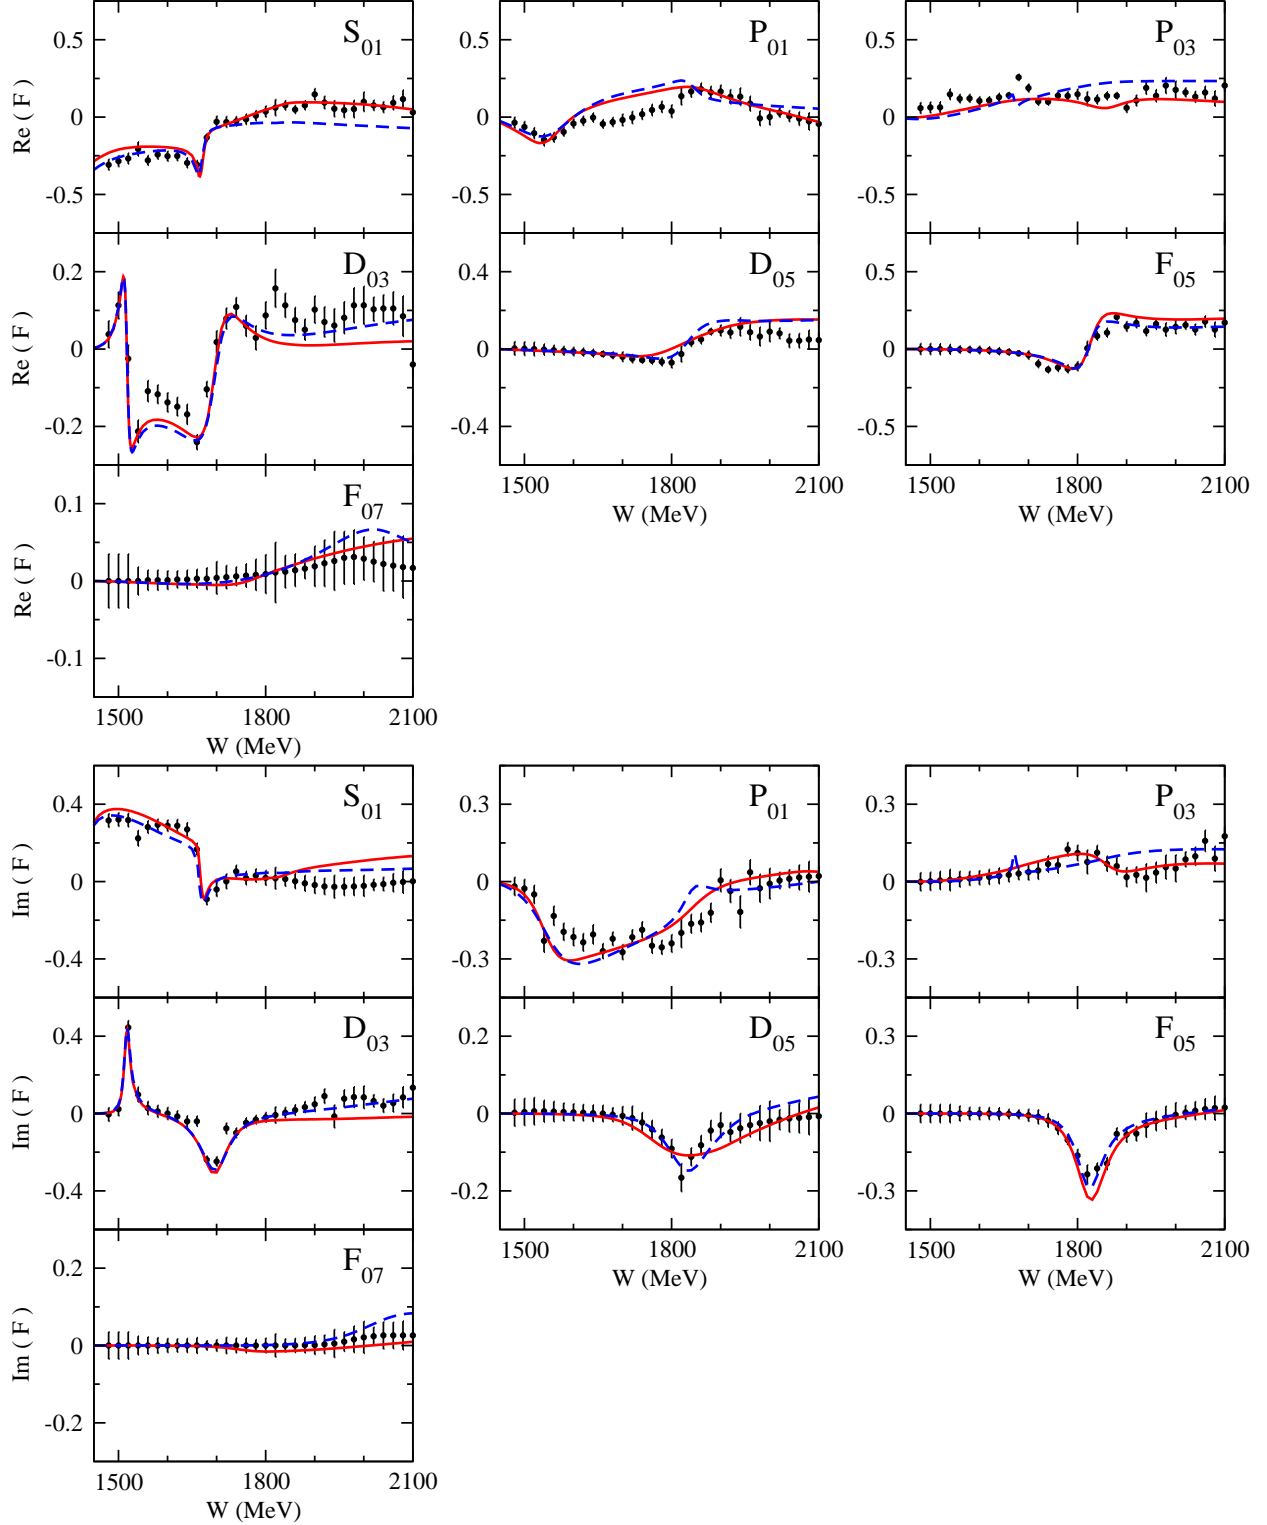 S01 P01 P03
0.5 0.5 0.5
Re ( F )
0 0 0
-0.5 -0.5 -0.5
D03 D05 F05
0.2 0.4 0.5
Re ( F )
0 0 0
-0.2 -0.4 -0.5
F07
1500 1800 2100 1500 1800 2100
0.1
W (MeV) W (MeV)
Re ( F )
0
-0.1
1500 1800 2100
W (MeV)
S01 P01 P03
0.4 0.3 0.3
Im ( F )
0 0 0
-0.4 -0.3 -0.3
D03 D05 F05
0.4 0.2 0.3
Im ( F )
0 0 0
-0.4 -0.2 -0.3
F07
1500 1800 2100 1500 1800 2100
0.2
W (MeV) W (MeV)
Im ( F )
0
-0.2
1500 1800 2100
W (MeV)